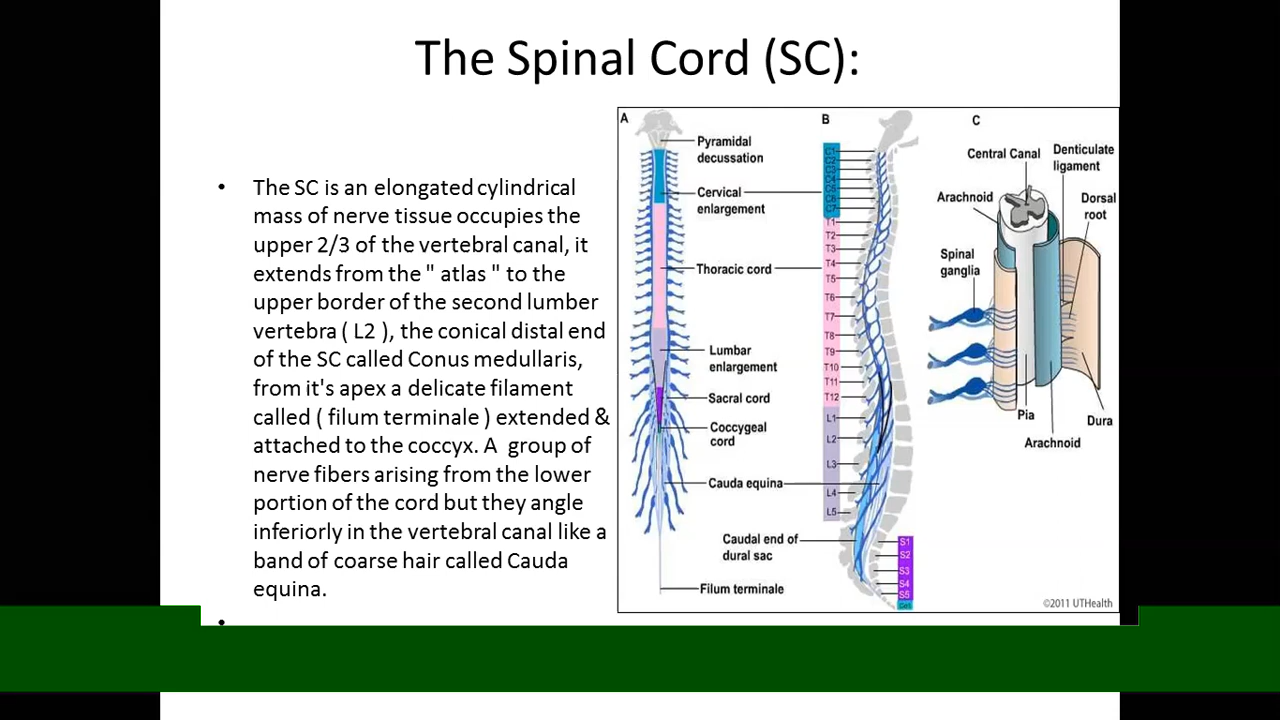 The Spinal Cord (SC):
• The SC is an elongated cylindrical
mass of nerve tissue occupies the
upper 2/3 of the vertebral canal, it
extends from the " atlas " to the
upper border of the second lumber
vertebra ( L2 ), the conical distal end
of the SC called Conus medullaris,
from it's apex a delicate filament
called ( filum terminale ) extended &
attached to the coccyx. A group of
nerve fibers arising from the lower
portion of the cord but they angle
inferiorly in the vertebral canal like a
band of coarse hair called Cauda
equina.
•
A
Pyramidal
decussation
Cervical
enlargement
Thoracic cord
Lumbar
enlargement
Sacral cord
Coccygeal
cord
Cauda equina
Caudal end of
dural sac
Filum terminale
B
C1
C2
C3
C4
C5
C6
C7
T1
T2
T3
T4
T5
T6
T7
T8
T9
T10
T11
T12
L1
L2
L3
L4
L5
S1
S2
S3
S4
S5
C
Central Canal
Denticulate
ligament
Arachnoid
Dorsal
root
Spinal
ganglia
Pia
Dura
Arachnoid
©2011 UTHealth